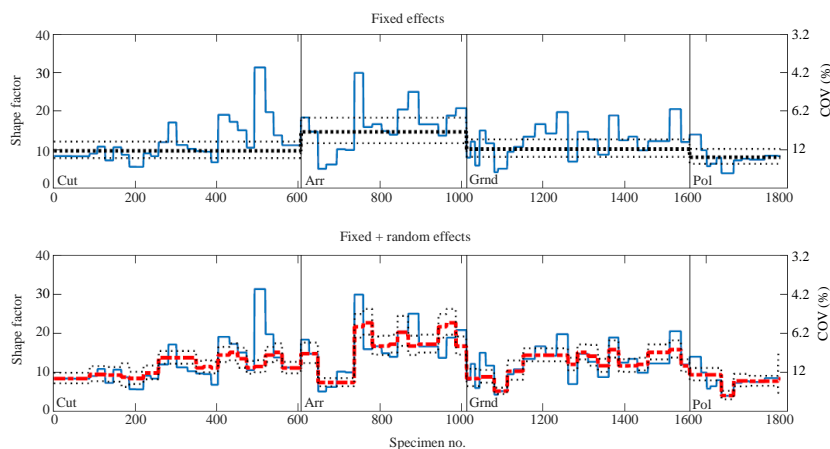 Fixed effects
40
30
20
10
0
Shape factor
3.2
4.2
6.2
12
COV (%)
Cut
Arr
Grnd
Pol
0 200 400 600 800 1000 1200 1400 1600 1800
Fixed + random effects
40
30
20
10
0
Shape factor
3.2
4.2
6.2
12
COV (%)
Cut
Arr
Grnd
Pol
0 200 400 600 800 1000 1200 1400 1600 1800
Specimen no.